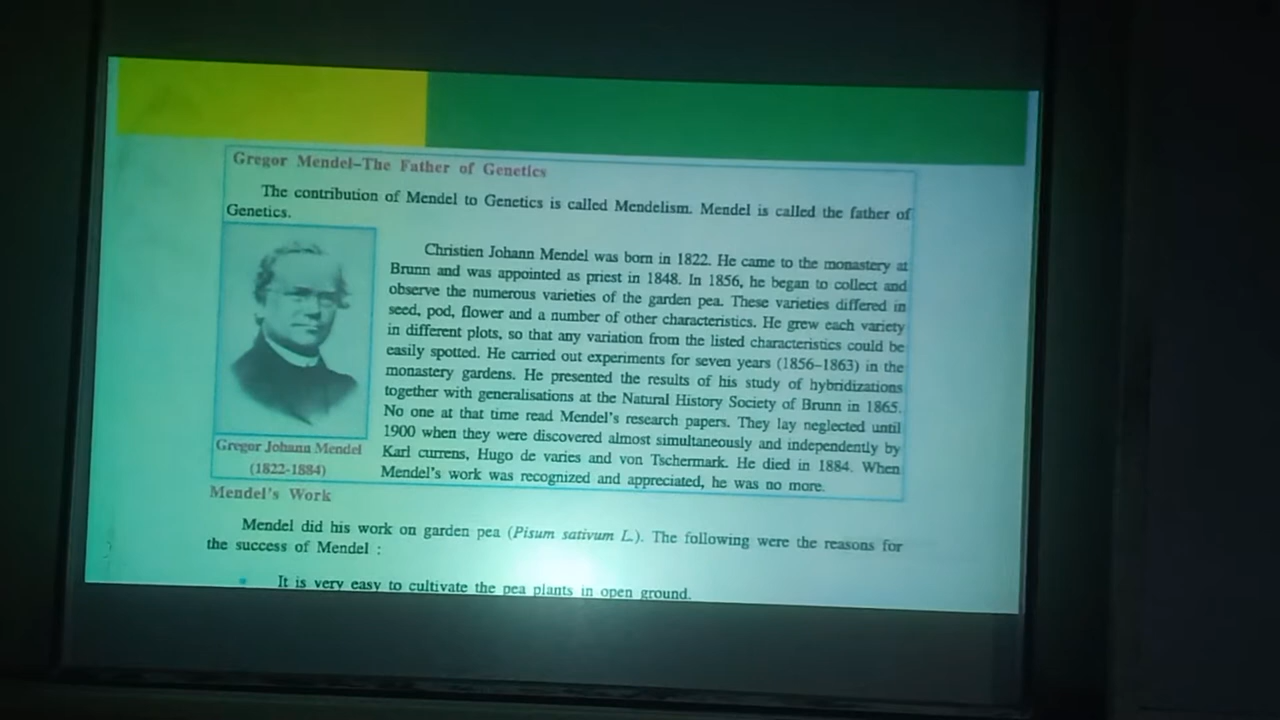 Gregor Mendel–The Father of Genetics
The contribution of Mendel to Genetics is called Mendelism. Mendel is called the father of
Genetics.
Christien Johann Mendel was born in 1822. He came to the monastery at
Brunn and was appointed as priest in 1848. In 1856, he began to collect and
observe the numerous varieties of the garden pea. These varieties differed in
seed, pod, flower and a number of other characteristics. He grew each variety
in different plots, so that any variation from the listed characteristics could be
easily spotted. He carried out experiments for seven years (1856–1863) in the
monastery gardens. He presented the results of his study of hybridizations
together with generalisations at the Natural History Society of Brunn in 1865.
No one at that time read Mendel's research papers. They lay neglected until
1900 when they were discovered almost simultaneously and independently by
Karl currens, Hugo de varies and von Tschermark. He died in 1884. When
Mendel's work was recognized and appreciated, he was no more.
Gregor Johann Mendel
(1822-1884)
Mendel's Work
Mendel did his work on garden pea (Pisum sativum L.). The following were the reasons for
the success of Mendel :
It is very easy to cultivate the pea plants in open ground.